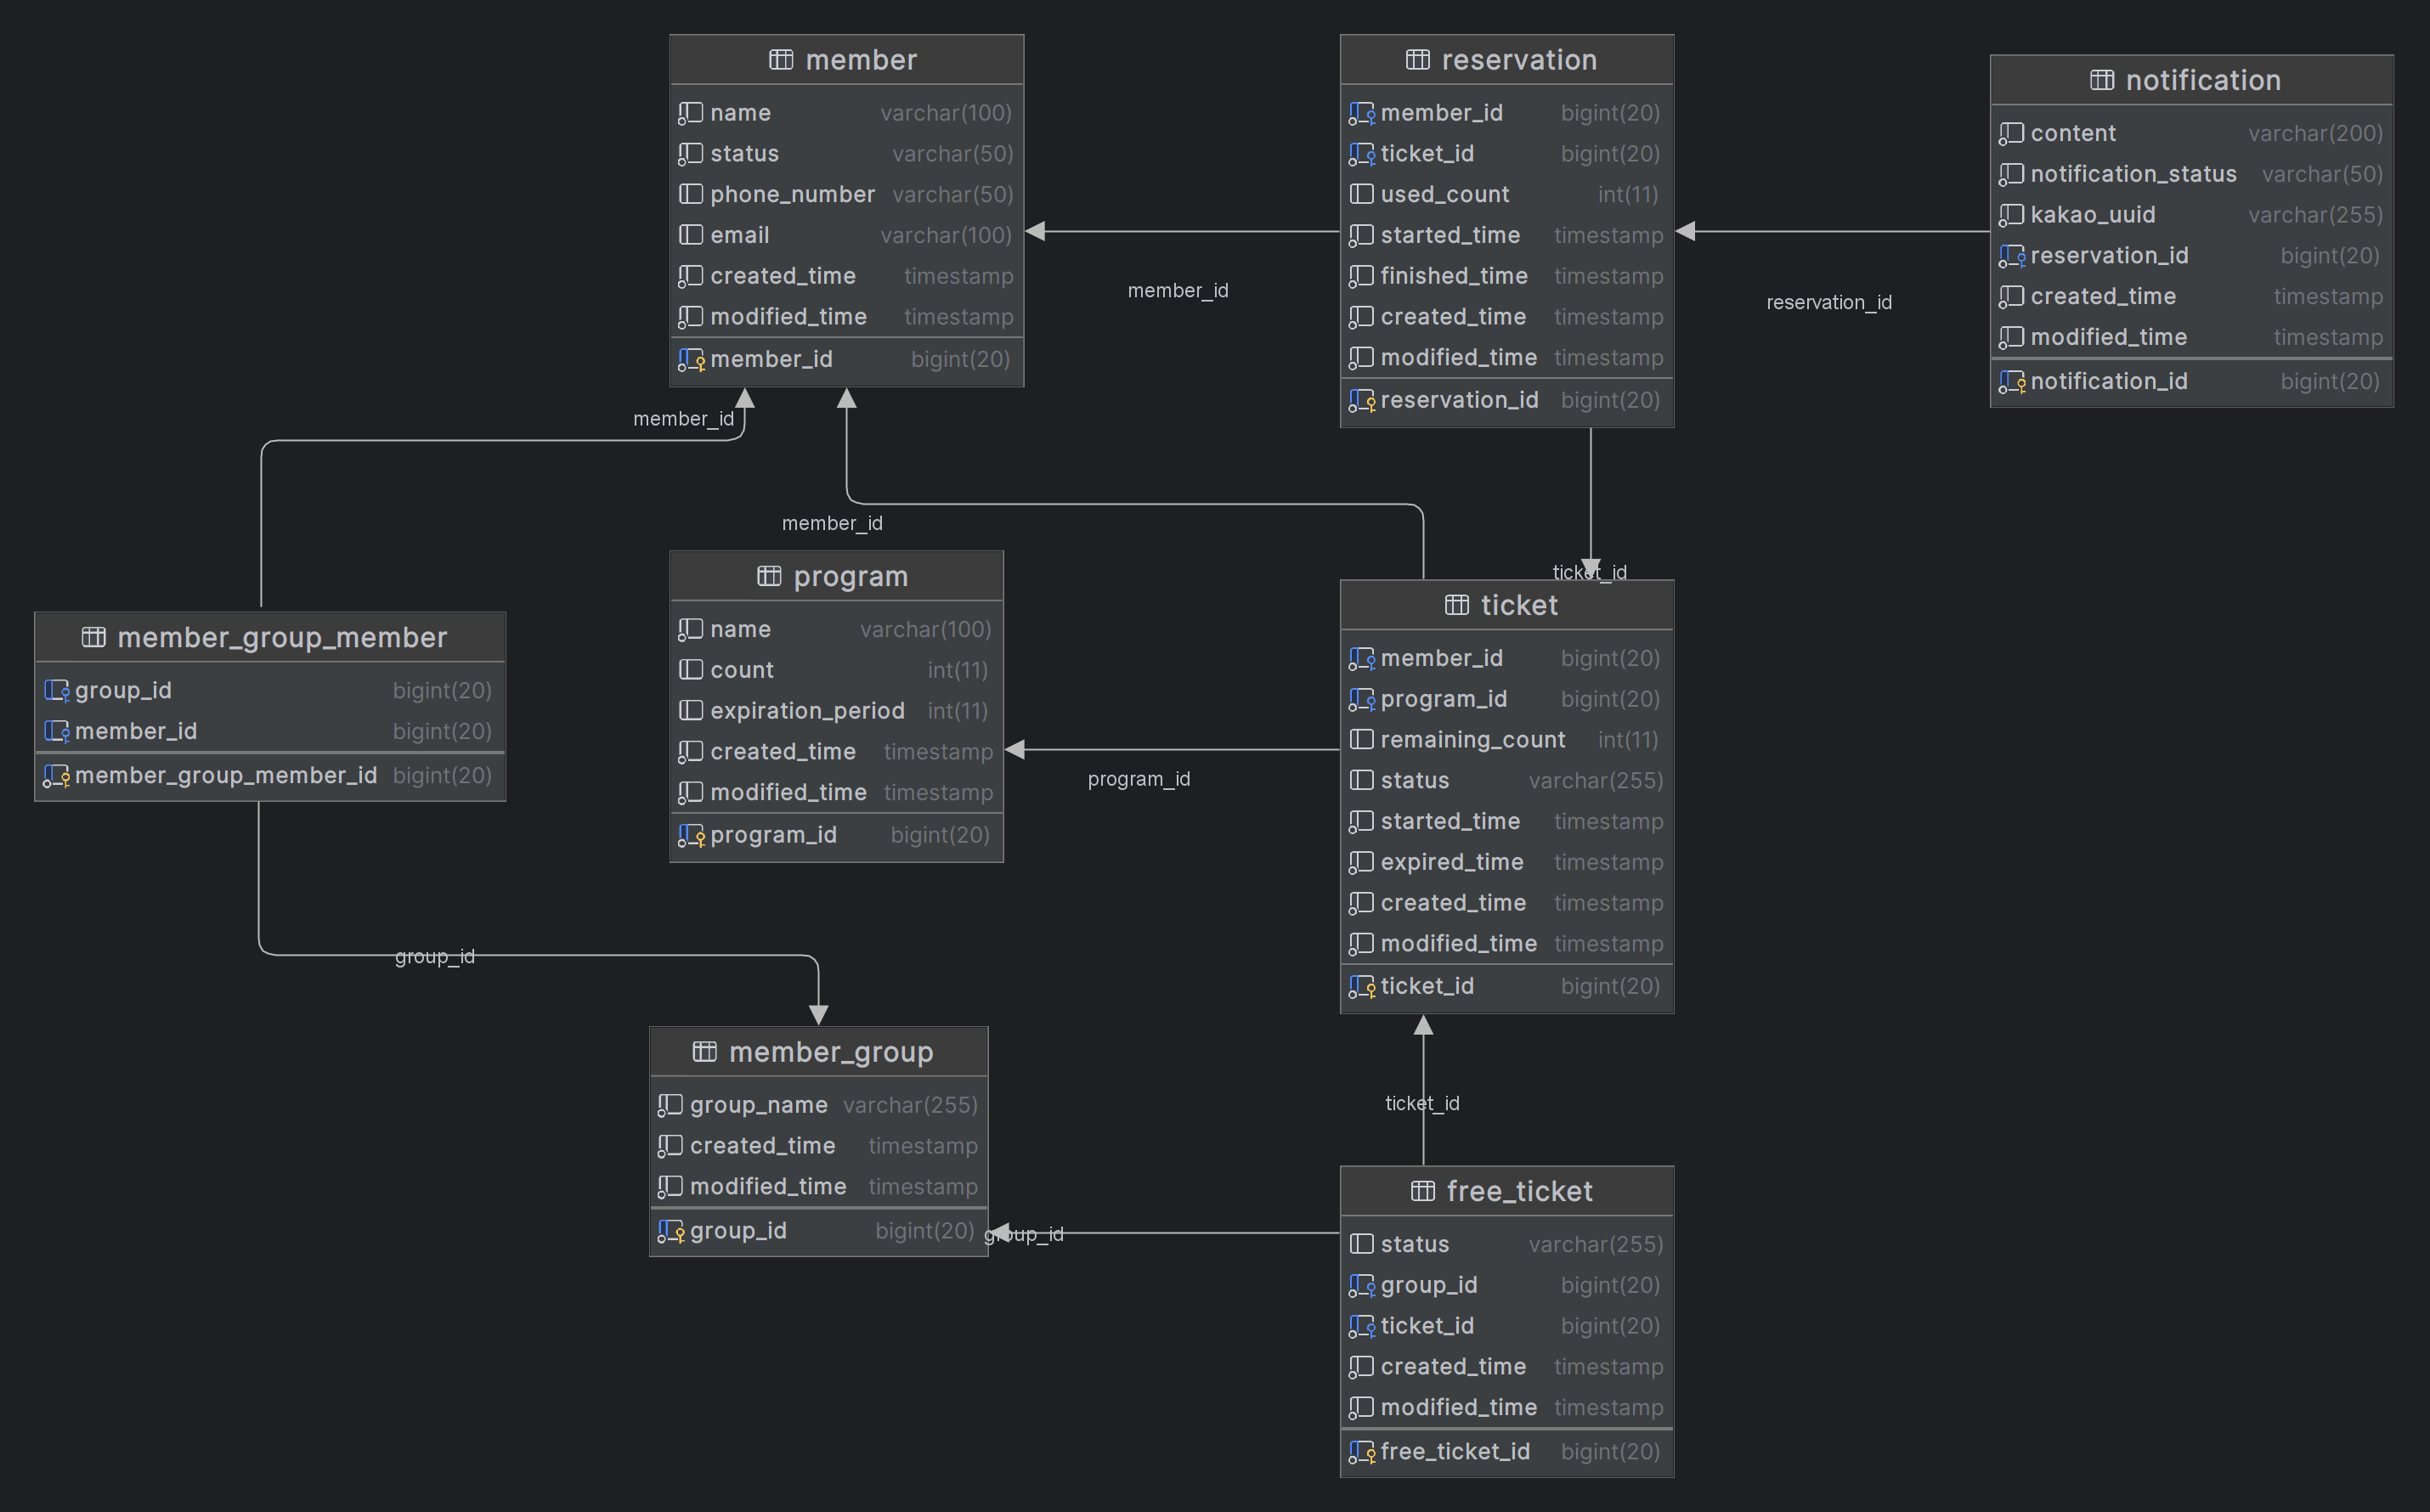 member
name varchar(100)
status varchar(50)
phone_number varchar(50)
email varchar(100)
created_time timestamp
modified_time timestamp
member_id bigint(20)
reservation
member_id bigint(20)
ticket_id bigint(20)
used_count int(11)
started_time timestamp
finished_time timestamp
created_time timestamp
modified_time timestamp
reservation_id bigint(20)
notification
content varchar(200)
notification_status varchar(50)
kakao_uuid varchar(255)
reservation_id bigint(20)
created_time timestamp
modified_time timestamp
notification_id bigint(20)
member_id
reservation_id
member_id
member_id
ticket_id
member_group_member
group_id bigint(20)
member_id bigint(20)
member_group_member_id bigint(20)
program
name varchar(100)
count int(11)
expiration_period int(11)
created_time timestamp
modified_time timestamp
program_id bigint(20)
program_id
ticket
member_id bigint(20)
program_id bigint(20)
remaining_count int(11)
status varchar(255)
started_time timestamp
expired_time timestamp
created_time timestamp
modified_time timestamp
ticket_id bigint(20)
group_id
member_group
group_name varchar(255)
created_time timestamp
modified_time timestamp
group_id bigint(20)
group_id
ticket_id
free_ticket
status varchar(255)
group_id bigint(20)
ticket_id bigint(20)
created_time timestamp
modified_time timestamp
free_ticket_id bigint(20)